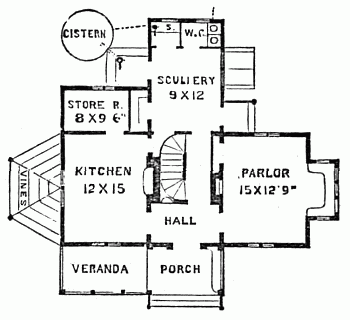 CISTERN
S.
W.C.
SCULLERY
9 X 12
STORE R.
8 X 9 6"
KITCHEN
12 X 15
PARLOR
15 X 12'9"
VINES
HALL
VERANDA
PORCH